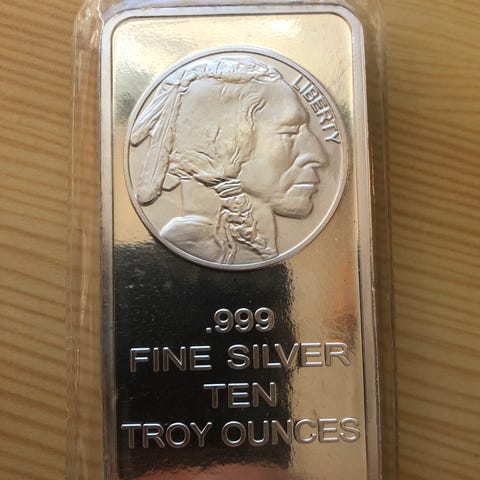 LIBERTY
.999
FINE SILVER
TEN
TROY OUNCES